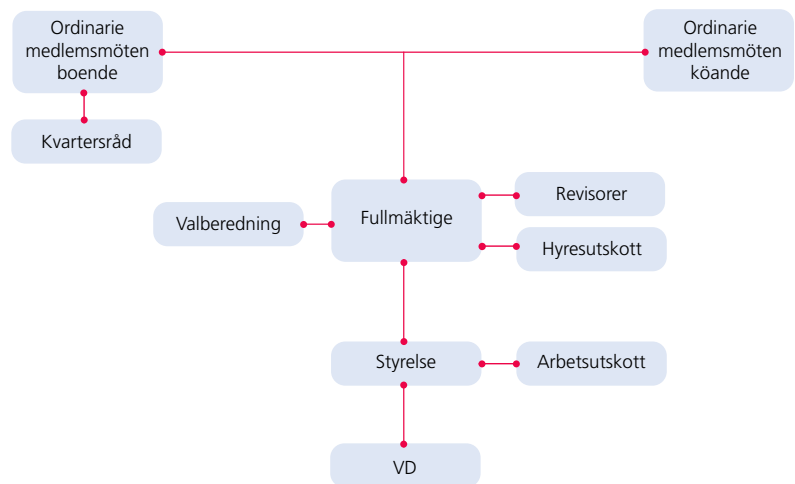 Ordinarie
medlemsmöten
boende
Ordinarie
medlemsmöten
köande
Kvartersråd
Revisorer
Valberedning
Fullmäktige
Hyresutskott
Styrelse
Arbetsutskott
VD